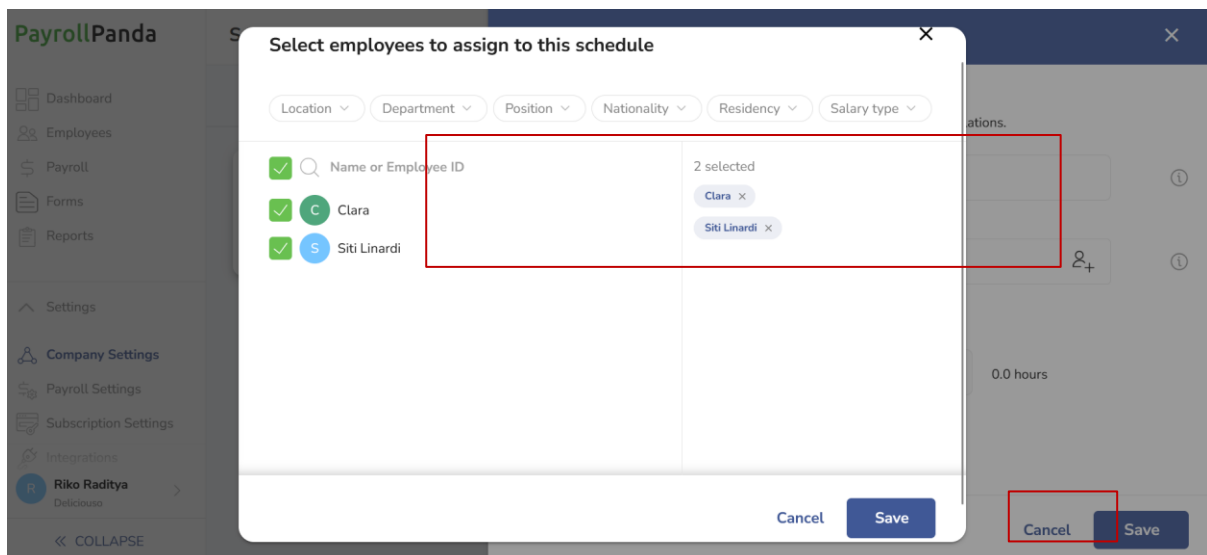 PayrollPanda
S
Select employees to assign to this schedule
Dashboard
Employees
Payroll
Forms
Reports
Settings
Company Settings
Payroll Settings
Subscription Settings
Integrations
R
Riko Raditya
Deliciouso
COLLAPSE
Location
Department
Position
Nationality
Residency
Salary type
ations.
Name or Employee ID
C Clara
S Siti Linardi
2 selected
Clara ×
Siti Linardi ×
0.0 hours
Cancel Save
Cancel Save